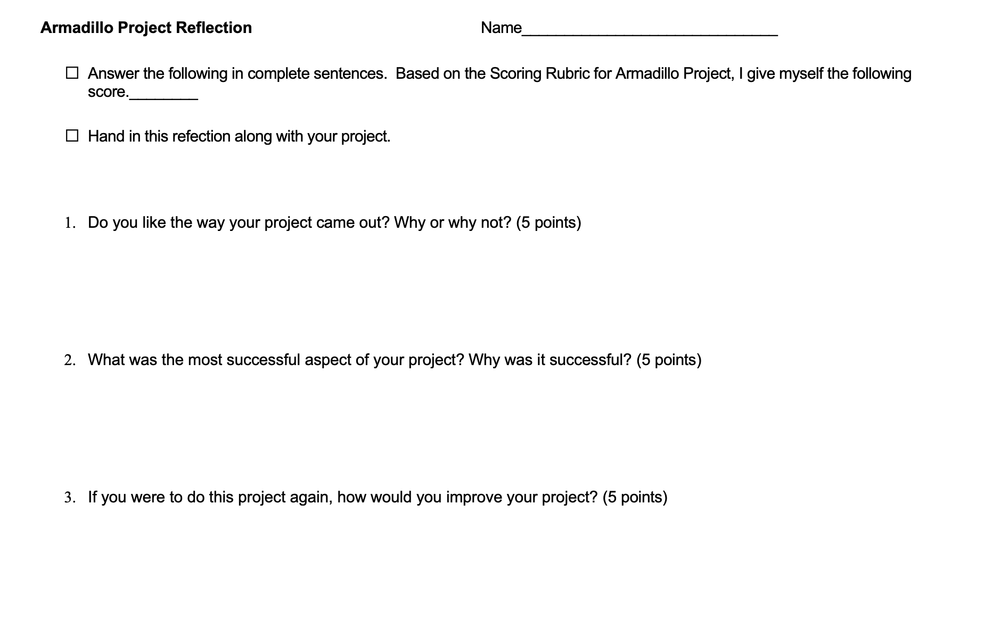 Armadillo Project Reflection Name______________________________
☐ Answer the following in complete sentences.  Based on the Scoring Rubric for Armadillo Project, I give myself the following
score.________
☐ Hand in this refection along with your project.
1. Do you like the way your project came out? Why or why not? (5 points)
2. What was the most successful aspect of your project? Why was it successful? (5 points)
3. If you were to do this project again, how would you improve your project? (5 points)